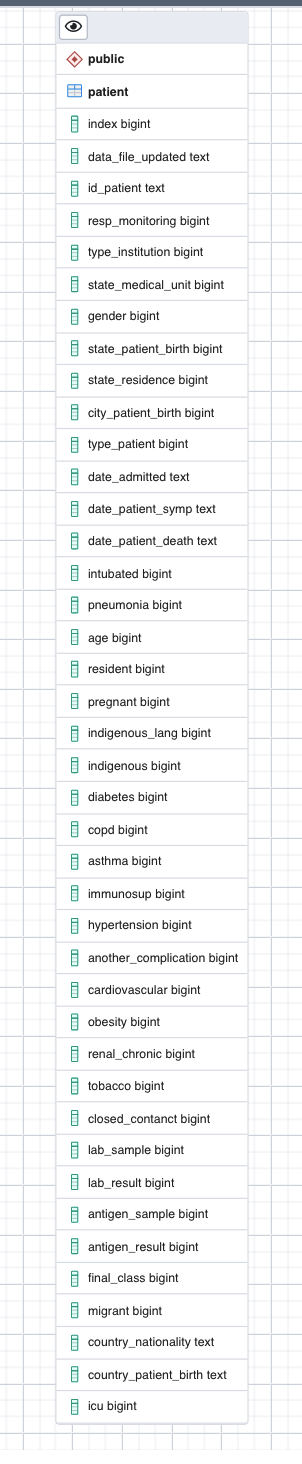 public
patient
index bigint
data_file_updated text
id_patient text
resp_monitoring bigint
type_institution bigint
state_medical_unit bigint
gender bigint
state_patient_birth bigint
state_residence bigint
city_patient_birth bigint
type_patient bigint
date_admitted text
date_patient_symp text
date_patient_death text
intubated bigint
pneumonia bigint
age bigint
resident bigint
pregnant bigint
indigenous_lang bigint
indigenous bigint
diabetes bigint
copd bigint
asthma bigint
immunosup bigint
hypertension bigint
another_complication bigint
cardiovascular bigint
obesity bigint
renal_chronic bigint
tobacco bigint
closed_contanct bigint
lab_sample bigint
lab_result bigint
antigen_sample bigint
antigen_result bigint
final_class bigint
migrant bigint
country_nationality text
country_patient_birth text
icu bigint